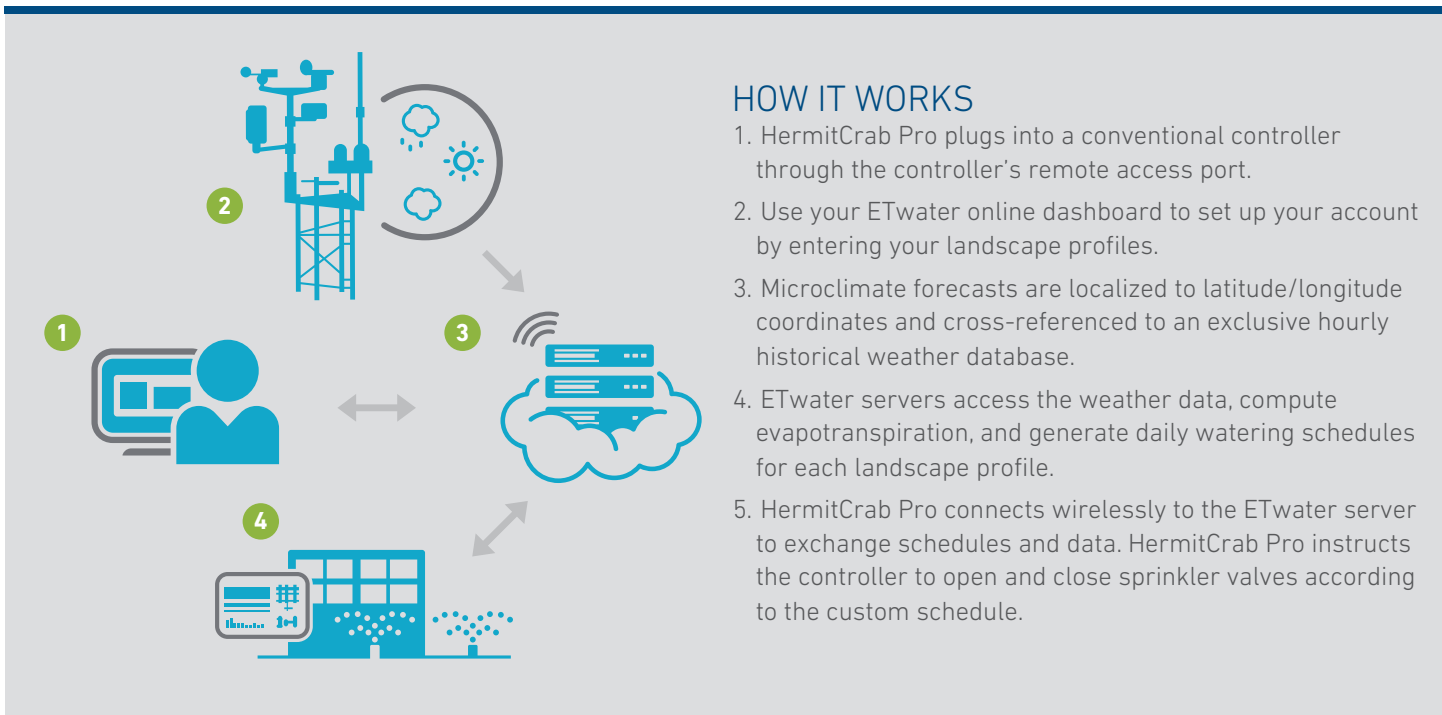 2
1
3
4
HOW IT WORKS
1. HermitCrab Pro plugs into a conventional controller
through the controller's remote access port.
2. Use your ETwater online dashboard to set up your account
by entering your landscape profiles.
3. Microclimate forecasts are localized to latitude/longitude
coordinates and cross-referenced to an exclusive hourly
historical weather database.
4. ETwater servers access the weather data, compute
evapotranspiration, and generate daily watering schedules
for each landscape profile.
5. HermitCrab Pro connects wirelessly to the ETwater server
to exchange schedules and data. HermitCrab Pro instructs
the controller to open and close sprinkler valves according
to the custom schedule.